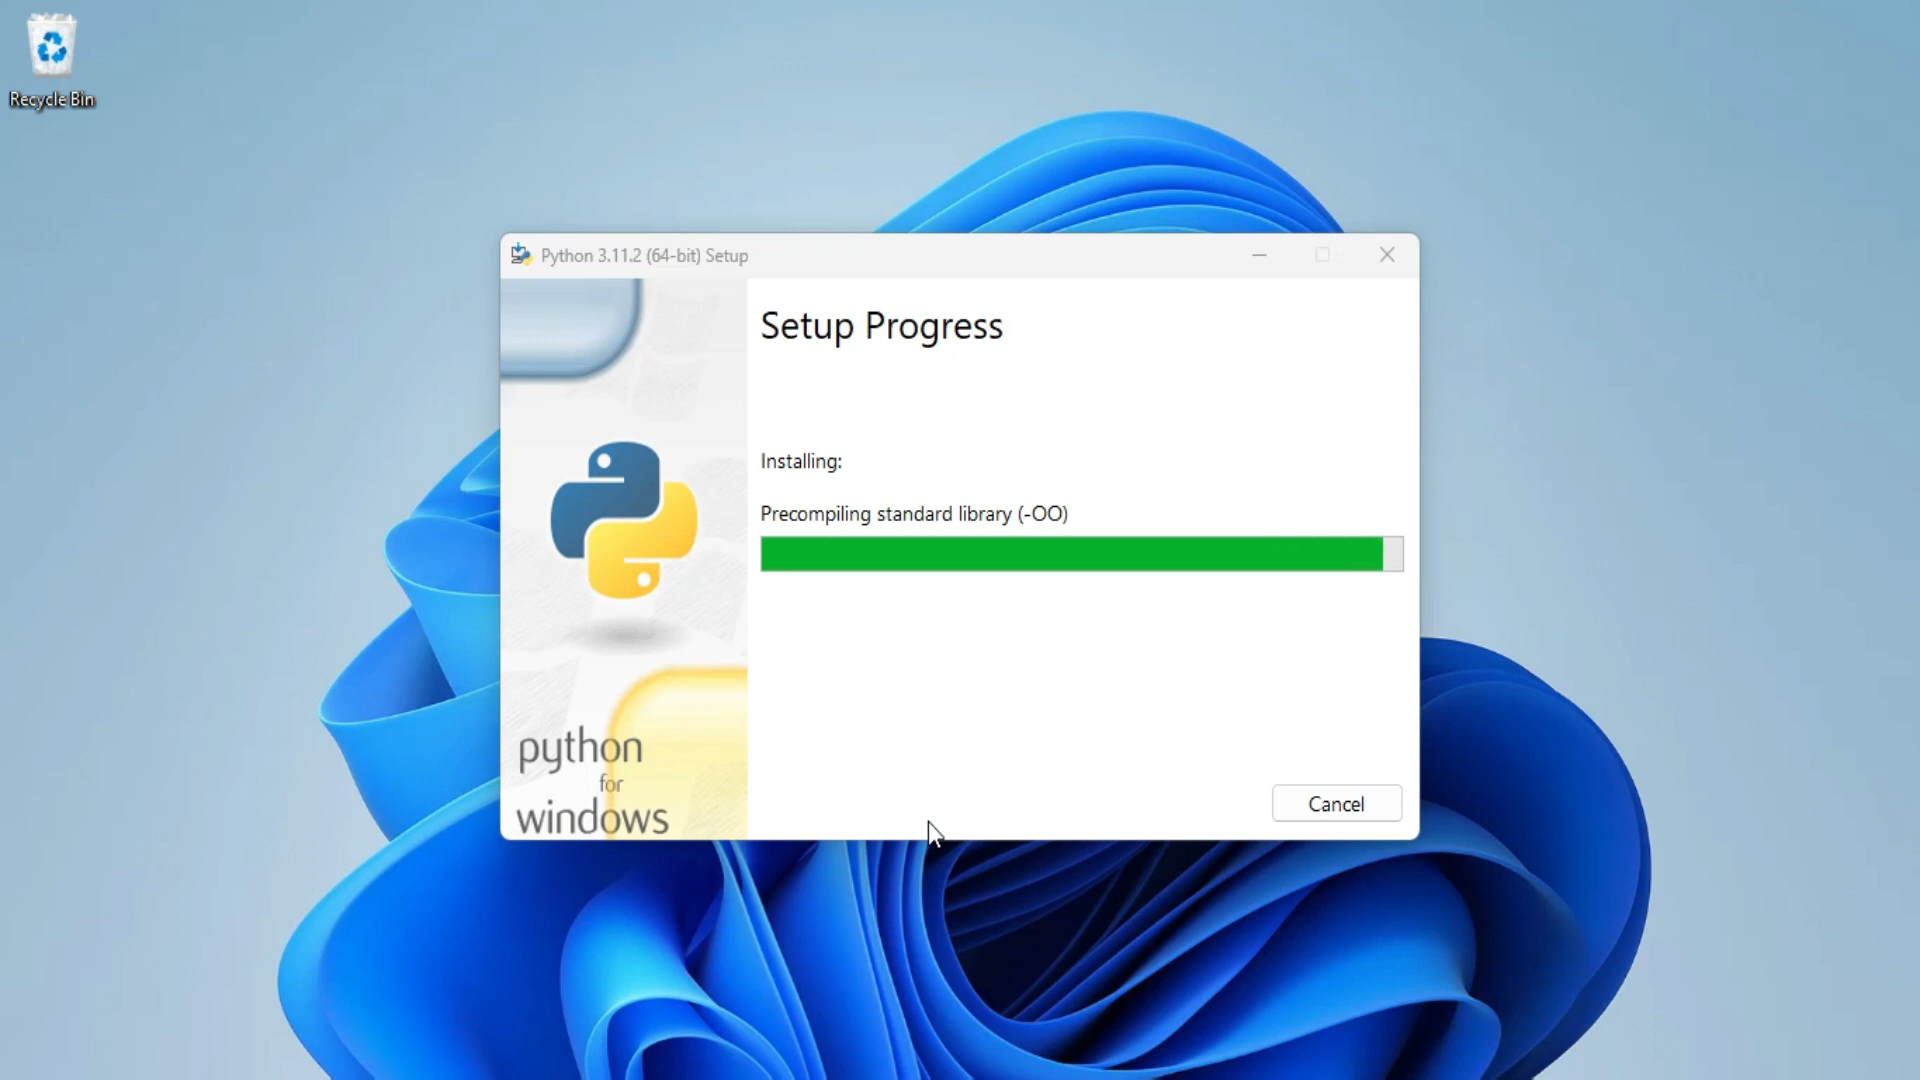 Recycle Bin
Python 3.11.2 (64-bit) Setup
Setup Progress
Installing:
Precompiling standard library (-OO)
python
for
windows
Cancel